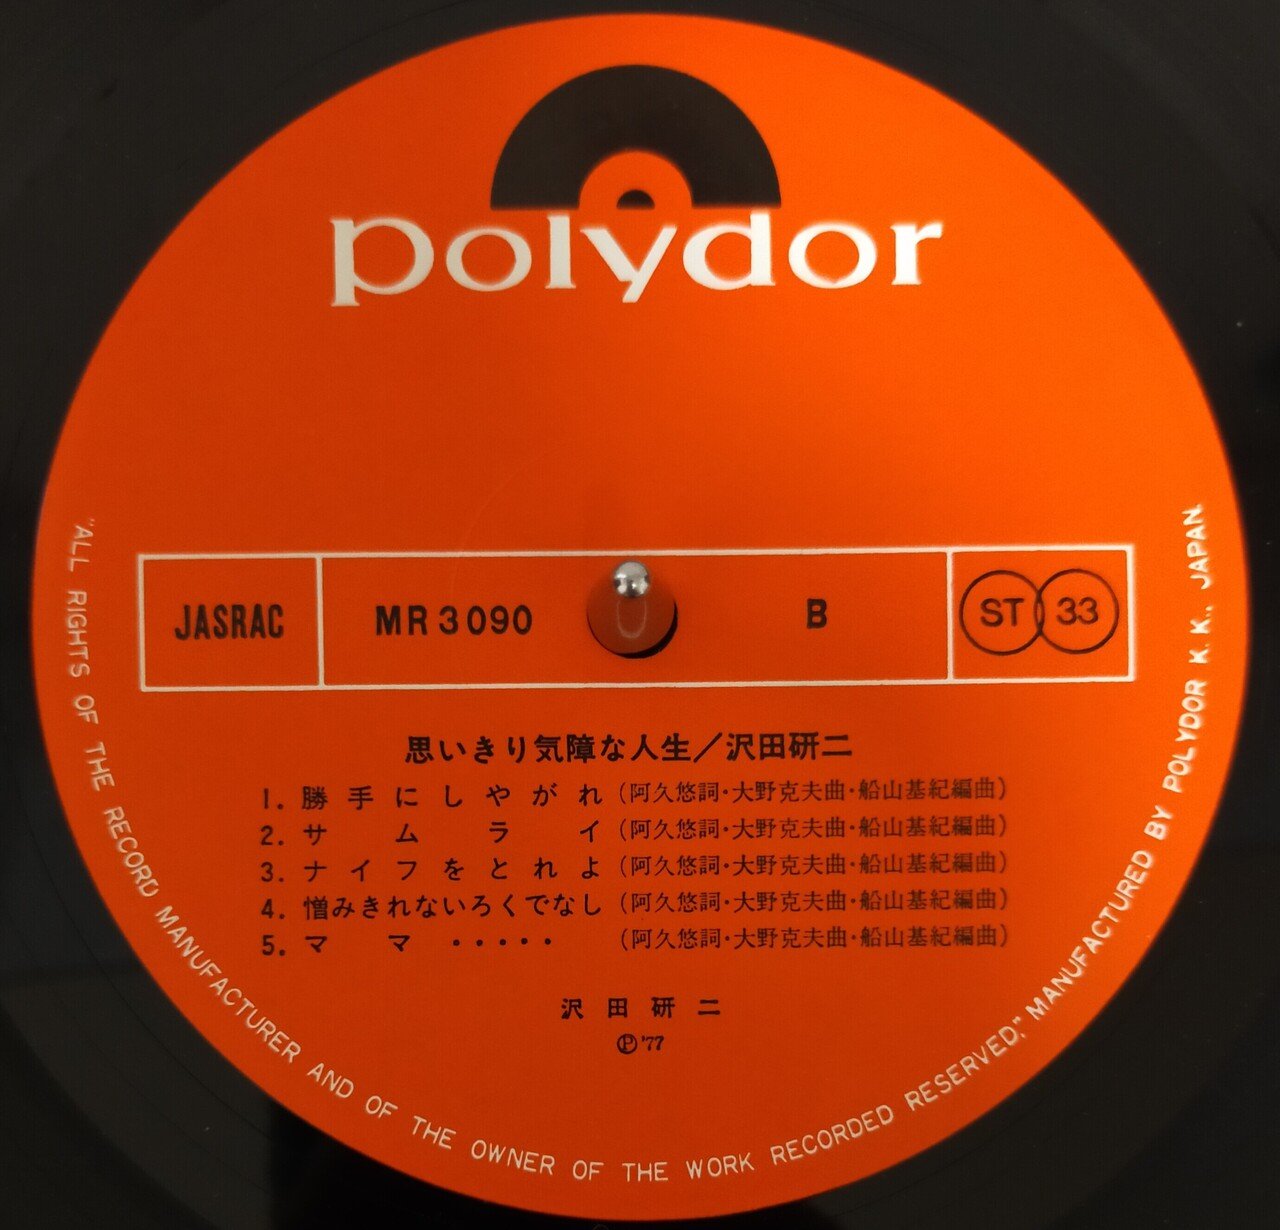 polydor
JASRAC MR 3090 B ST 33
思いきり気障な人生／沢田研二
1. 勝手にしやがれ (阿久悠詞・大野克夫曲・船山基紀編曲)
2. サムライ (阿久悠詞・大野克夫曲・船山基紀編曲)
3. ナイフをとれよ (阿久悠詞・大野克夫曲・船山基紀編曲)
4. 憎みきれないろくでなし (阿久悠詞・大野克夫曲・船山基紀編曲)
5. ママ・・・・・ (阿久悠詞・大野克夫曲・船山基紀編曲)
沢田研二
Ⓟ'77
"ALL RIGHTS OF THE RECORD MANUFACTURER AND OF THE OWNER OF THE WORK RECORDED RESERVED," MANUFACTURED BY POLYDOR K. K., JAPAN.